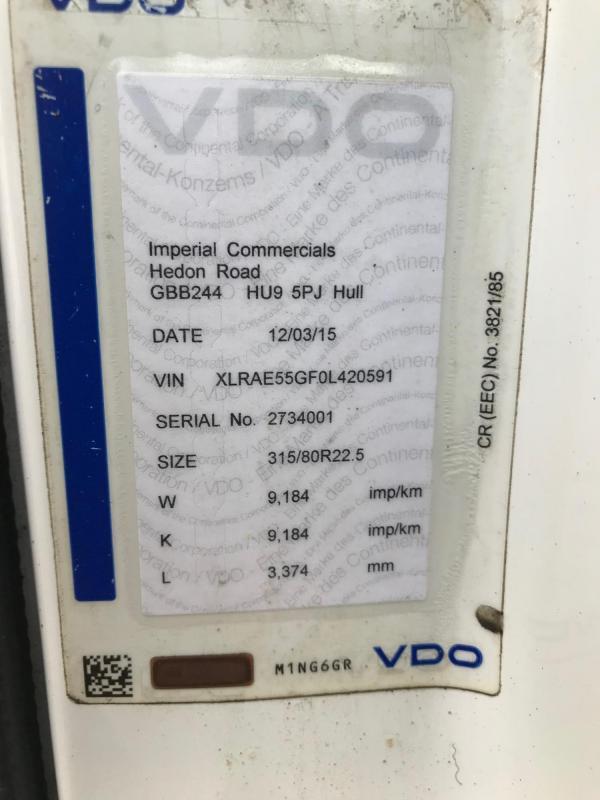 VDO
VDO
Imperial Commercials
Hedon Road
GBB244 HU9 5PJ Hull
DATE 12/03/15
VIN XLRAE55GF0L420591
SERIAL No. 2734001
SIZE 315/80R22.5
W 9,184 imp/km
K 9,184 imp/km
L 3,374 mm
CR (EEC) No. 3821/85
M1NG6GR VDO